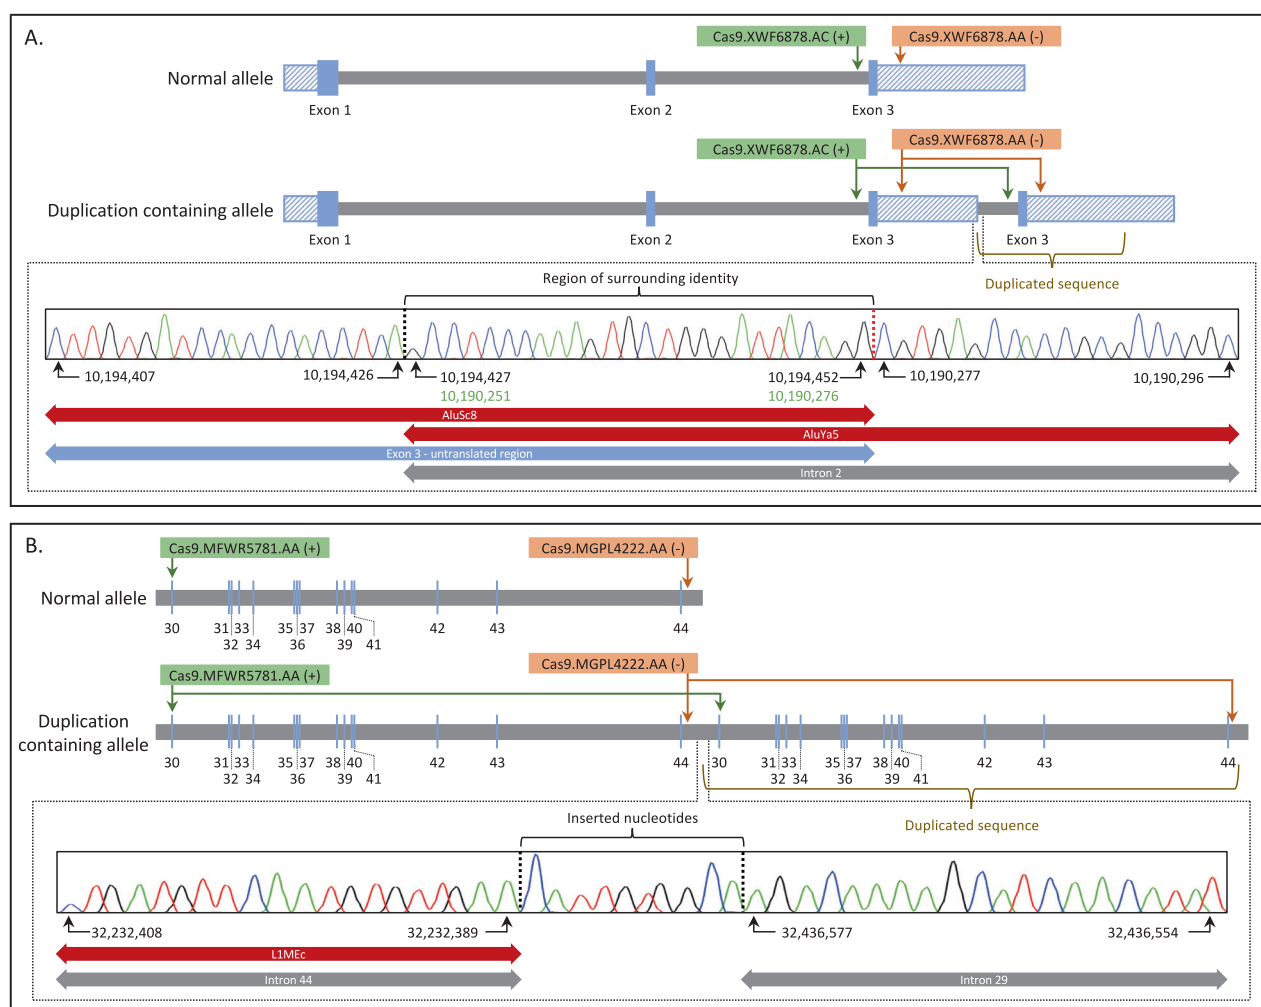 A.
Cas9.XWF6878.AC (+)
Cas9.XWF6878.AA (-)
Normal allele
Exon 1
Exon 2
Exon 3
Cas9.XWF6878.AC (+)
Cas9.XWF6878.AA (-)
Duplication containing allele
Exon 1
Exon 2
Exon 3
Exon 3
Duplicated sequence
Region of surrounding identity
10,194,407
10,194,426
10,194,427
10,194,452
10,190,277
10,190,296
10,190,251
10,190,276
AluSc8
AluYa5
Exon 3 - untranslated region
Intron 2
B.
Cas9.MFWR5781.AA (+)
Cas9.MGPL4222.AA (-)
Normal allele
30 31 33 35 37 38 40 42 43 44
32 34 36 39 41
Cas9.MFWR5781.AA (+)
Cas9.MGPL4222.AA (-)
Duplication
containing allele
30 31 33 35 37 38 40 42 43 44 30 31 33 35 37 38 40 42 43 44
32 34 36 39 41 32 34 36 39 41
Inserted nucleotides
Duplicated sequence
32,232,408
32,232,389
32,436,577
32,436,554
L1MEc
Intron 44
Intron 29